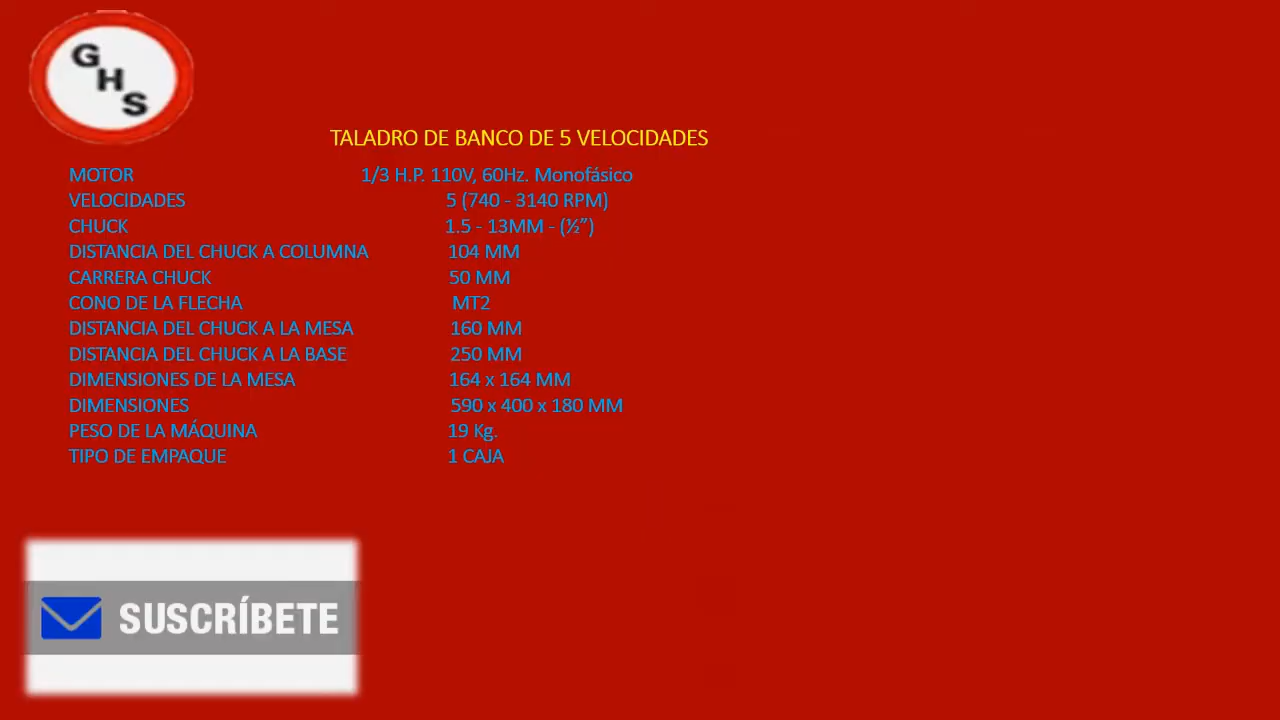 G
H
S
TALADRO DE BANCO DE 5 VELOCIDADES
MOTOR 1/3 H.P. 110V, 60Hz. Monofásico
VELOCIDADES 5 (740 - 3140 RPM)
CHUCK 1.5 - 13MM - (½”)
DISTANCIA DEL CHUCK A COLUMNA 104 MM
CARRERA CHUCK 50 MM
CONO DE LA FLECHA MT2
DISTANCIA DEL CHUCK A LA MESA 160 MM
DISTANCIA DEL CHUCK A LA BASE 250 MM
DIMENSIONES DE LA MESA 164 x 164 MM
DIMENSIONES 590 x 400 x 180 MM
PESO DE LA MÁQUINA 19 Kg.
TIPO DE EMPAQUE 1 CAJA
SUSCRÍBETE